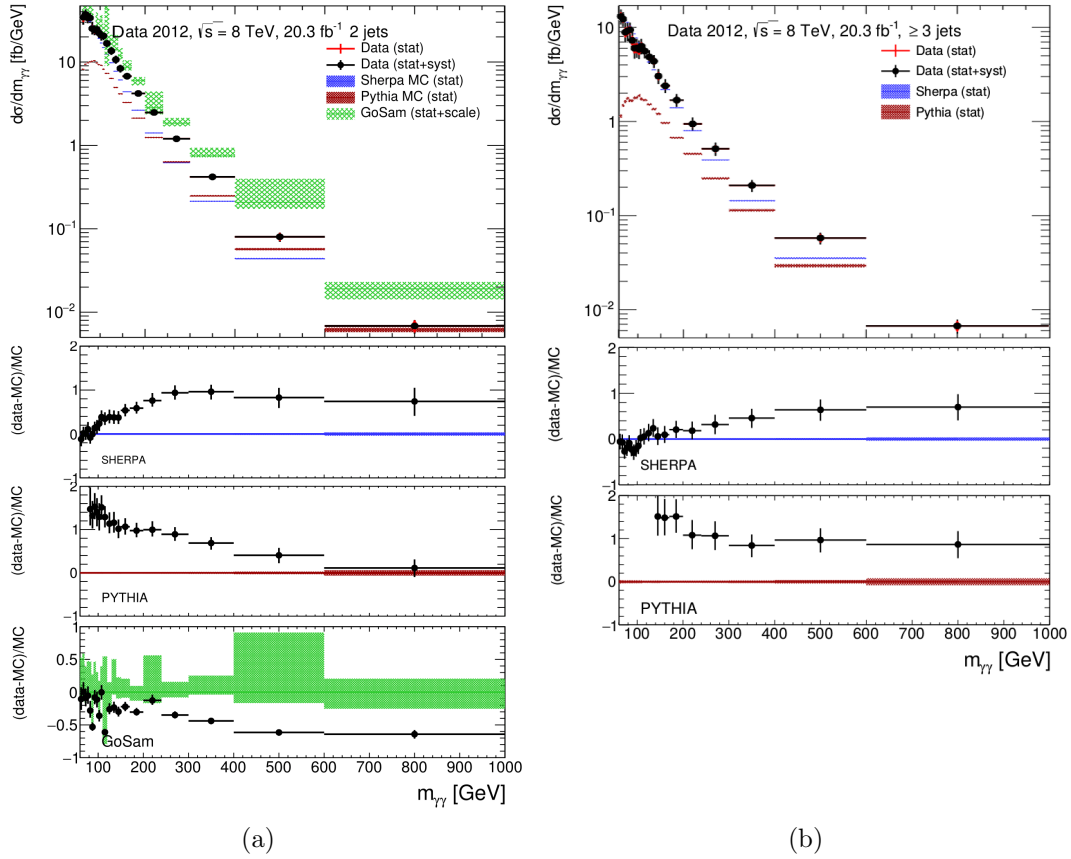 Data 2012, √s = 8 TeV, 20.3 fb⁻¹ 2 jets
Data (stat)
Data (stat+syst)
Sherpa MC (stat)
Pythia MC (stat)
GoSam (stat+scale)
dσ/dm_γγ [fb/GeV]
10
1
10⁻¹
10⁻²
(data-MC)/MC
2
1
0
−1
SHERPA
(data-MC)/MC
2
1
0
−1
PYTHIA
(data-MC)/MC
1
0.5
0
−0.5
−1
GoSam
100 200 300 400 500 600 700 800 900 1000
m_γγ [GeV]
(a)
Data 2012, √s = 8 TeV, 20.3 fb⁻¹, ≥ 3 jets
Data (stat)
Data (stat+syst)
Sherpa (stat)
Pythia (stat)
dσ/dm_γγ [fb/GeV]
10
1
10⁻¹
10⁻²
(data-MC)/MC
2
1
0
−1
SHERPA
(data-MC)/MC
2
1
0
−1
PYTHIA
100 200 300 400 500 600 700 800 900 1000
m_γγ [GeV]
(b)